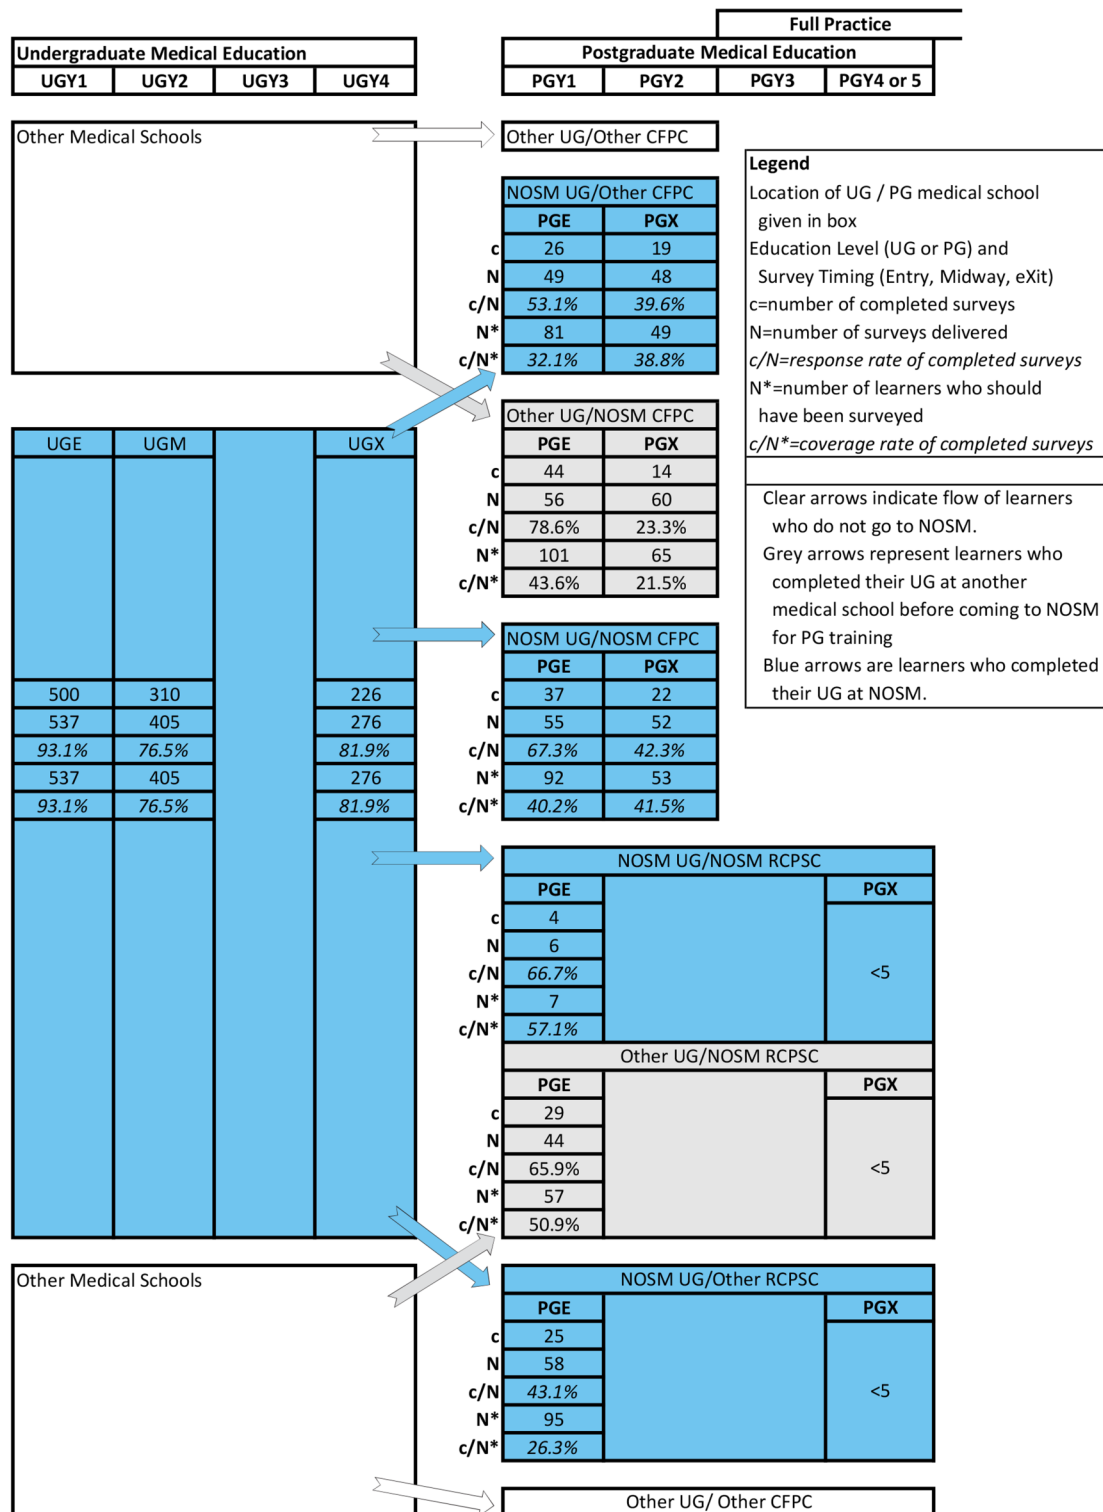 Full Practice
Undergraduate Medical Education
Postgraduate Medical Education
UGY1 UGY2 UGY3 UGY4
PGY1 PGY2 PGY3 PGY4 or 5
Other Medical Schools
Other UG/Other CFPC
NOSM UG/Other CFPC
PGE PGX
c 26 19
N 49 48
c/N 53.1% 39.6%
N* 81 49
c/N* 32.1% 38.8%
Legend
Location of UG / PG medical school
given in box
Education Level (UG or PG) and
Survey Timing (Entry, Midway, eXit)
c=number of completed surveys
N=number of surveys delivered
c/N=response rate of completed surveys
N*=number of learners who should
have been surveyed
c/N*=coverage rate of completed surveys
Clear arrows indicate flow of learners
who do not go to NOSM.
Grey arrows represent learners who
completed their UG at another
medical school before coming to NOSM
for PG training
Blue arrows are learners who completed
their UG at NOSM.
Other UG/NOSM CFPC
PGE PGX
c 44 14
N 56 60
c/N 78.6% 23.3%
N* 101 65
c/N* 43.6% 21.5%
UGE UGM UGX
500 310 226
537 405 276
93.1% 76.5% 81.9%
537 405 276
93.1% 76.5% 81.9%
NOSM UG/NOSM CFPC
PGE PGX
c 37 22
N 55 52
c/N 67.3% 42.3%
N* 92 53
c/N* 40.2% 41.5%
NOSM UG/NOSM RCPSC
PGE PGX
c 4
N 6
c/N 66.7% <5
N* 7
c/N* 57.1%
Other UG/NOSM RCPSC
PGE PGX
c 29
N 44
c/N 65.9% <5
N* 57
c/N* 50.9%
Other Medical Schools
NOSM UG/Other RCPSC
PGE PGX
c 25
N 58
c/N 43.1% <5
N* 95
c/N* 26.3%
Other UG/ Other CFPC